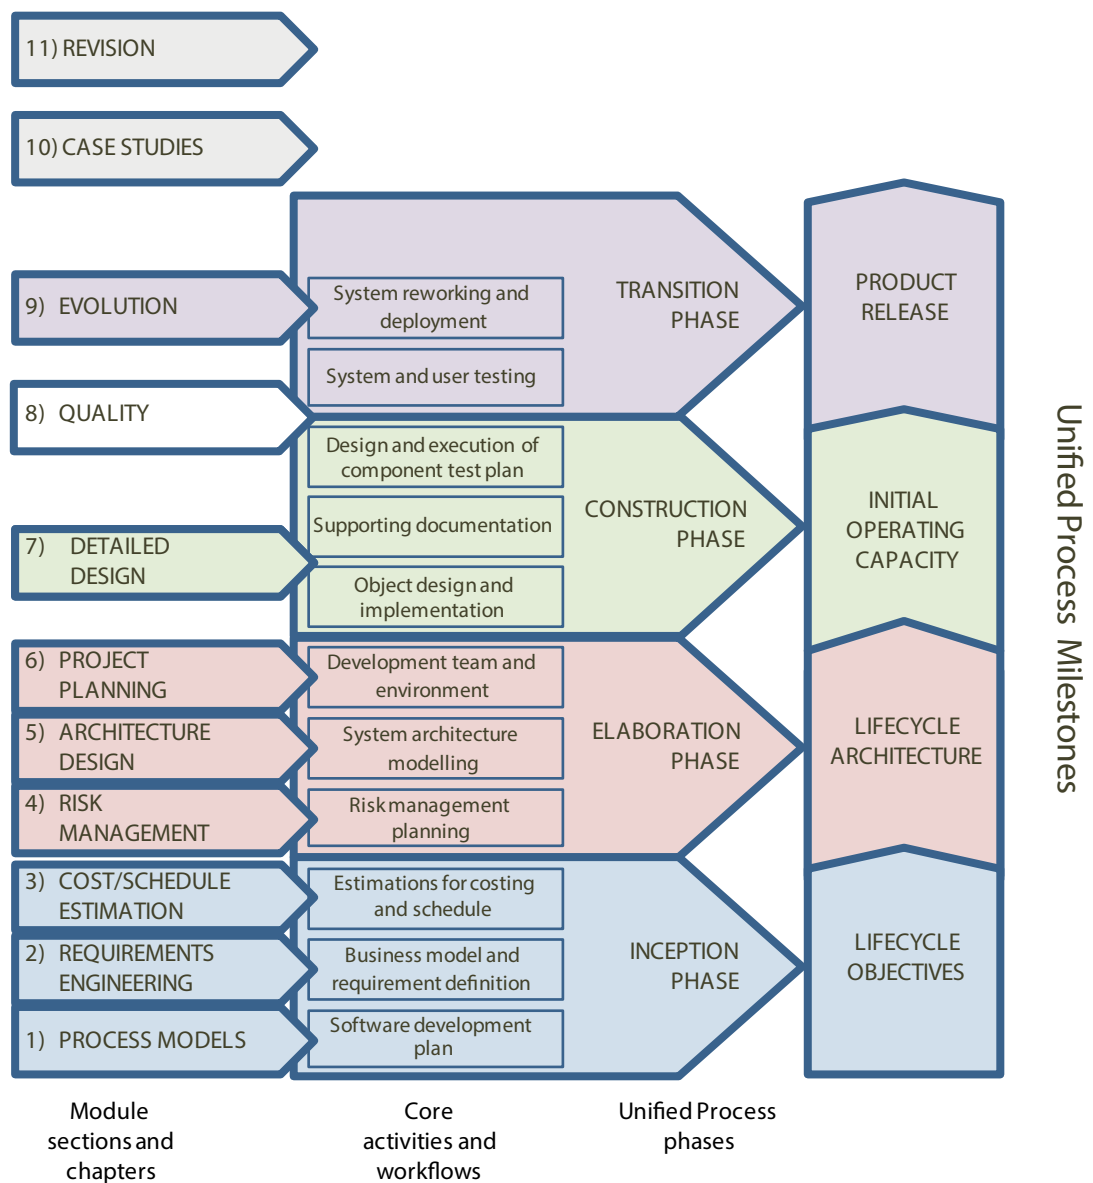 11) REVISION
10) CASE STUDIES
9) EVOLUTION
8) QUALITY
7) DETAILED
DESIGN
6) PROJECT
PLANNING
5) ARCHITECTURE
DESIGN
4) RISK
MANAGEMENT
3) COST/SCHEDULE
ESTIMATION
2) REQUIREMENTS
ENGINEERING
1) PROCESS MODELS
Module
sections and
chapters
System reworking and
deployment
System and user testing
Design and execution of
component test plan
Supporting documentation
Object design and
implementation
Development team and
environment
System architecture
modelling
Risk management
planning
Estimations for costing
and schedule
Business model and
requirement definition
Software development
plan
Core
activities and
workflows
TRANSITION
PHASE
CONSTRUCTION
PHASE
ELABORATION
PHASE
INCEPTION
PHASE
Unified Process
phases
PRODUCT
RELEASE
INITIAL
OPERATING
CAPACITY
LIFECYCLE
ARCHITECTURE
LIFECYCLE
OBJECTIVES
Unified Process Milestones